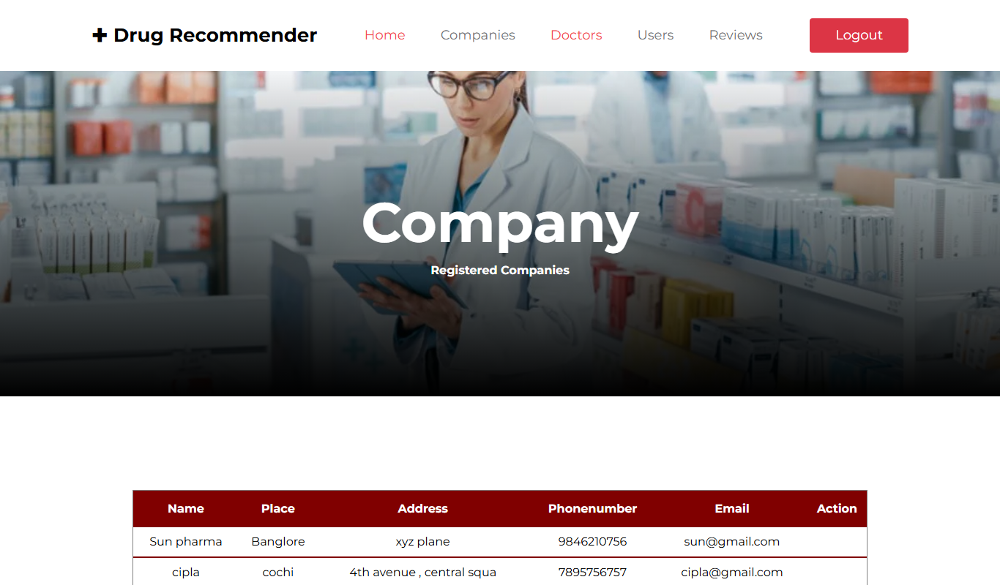 ✚ Drug Recommender Home Companies Doctors Users Reviews Logout
Company
Registered Companies
Name Place Address Phonenumber Email Action
Sun pharma Banglore xyz plane 9846210756 sun@gmail.com
cipla cochi 4th avenue , central squa 7895756757 cipla@gmail.com